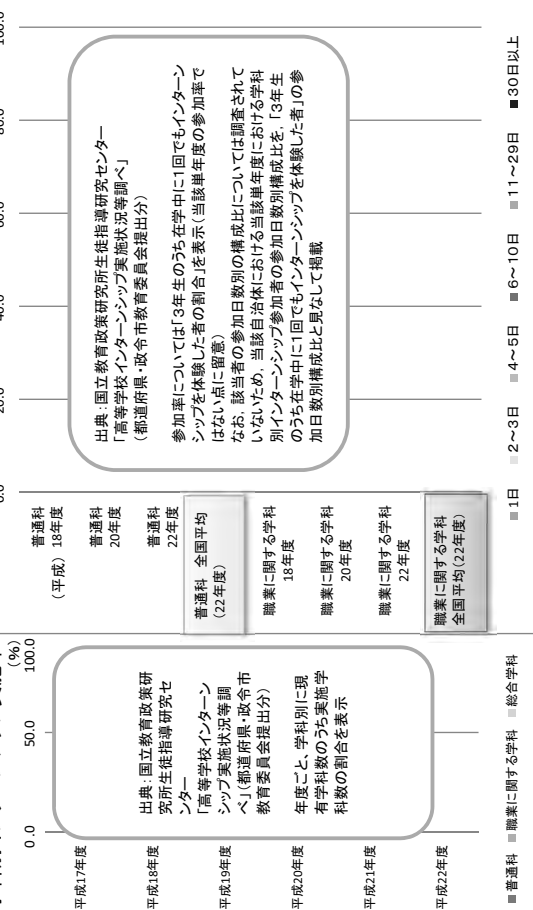 (%)
0.0 50.0 100.0
平成17年度
平成18年度
平成19年度
平成20年度
平成21年度
平成22年度
出典：国立教育政策研
究所生徒指導研究セ
ンター
「高等学校インターン
シップ実施状況等調
べ」（都道府県・政令市
教育委員会提出分）
年度ごと、学科別に現
有学科数のうち実施学
科数の割合を表示
普通科 職業に関する学科 総合学科
0.0 20.0 40.0 60.0 80.0 100.0
普通科
（平成） 18年度
普通科
20年度
普通科
22年度
普通科 全国平均
（22年度）
職業に関する学科
18年度
職業に関する学科
20年度
職業に関する学科
22年度
職業に関する学科
全国平均（22年度）
出典：国立教育政策研究所生徒指導研究センター
「高等学校インターンシップ実施状況等調べ」
（都道府県・政令市教育委員会提出分）
参加率については「3年生のうち在学中に1回でもインターン
シップを体験した者の割合」を表示（当該単年度の参加率で
はない点に留意）
なお，該当者の参加日数別の構成比については調査されて
いないため，当該自治体における当該単年度における学科
別インターンシップ参加者の参加日数別構成比を，「3年生
のうち在学中に1回でもインターンシップを体験した者」の参
加日数別構成比と見なして掲載
1日 2～3日 4～5日 6～10日 11～29日 30日以上